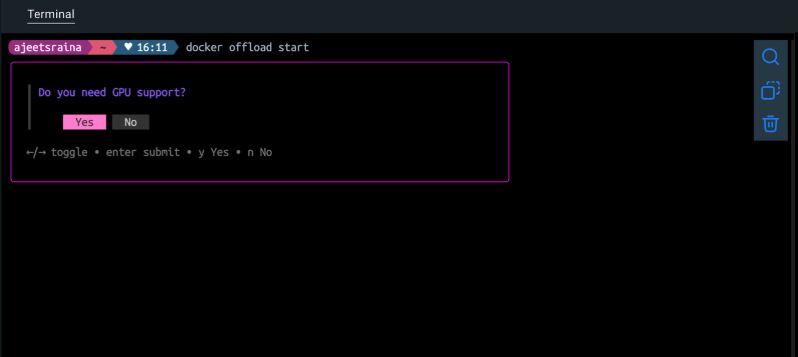 Terminal
ajeetsraina ~ ♥ 16:11 docker offload start
Do you need GPU support?
Yes No
←/→ toggle • enter submit • y Yes • n No